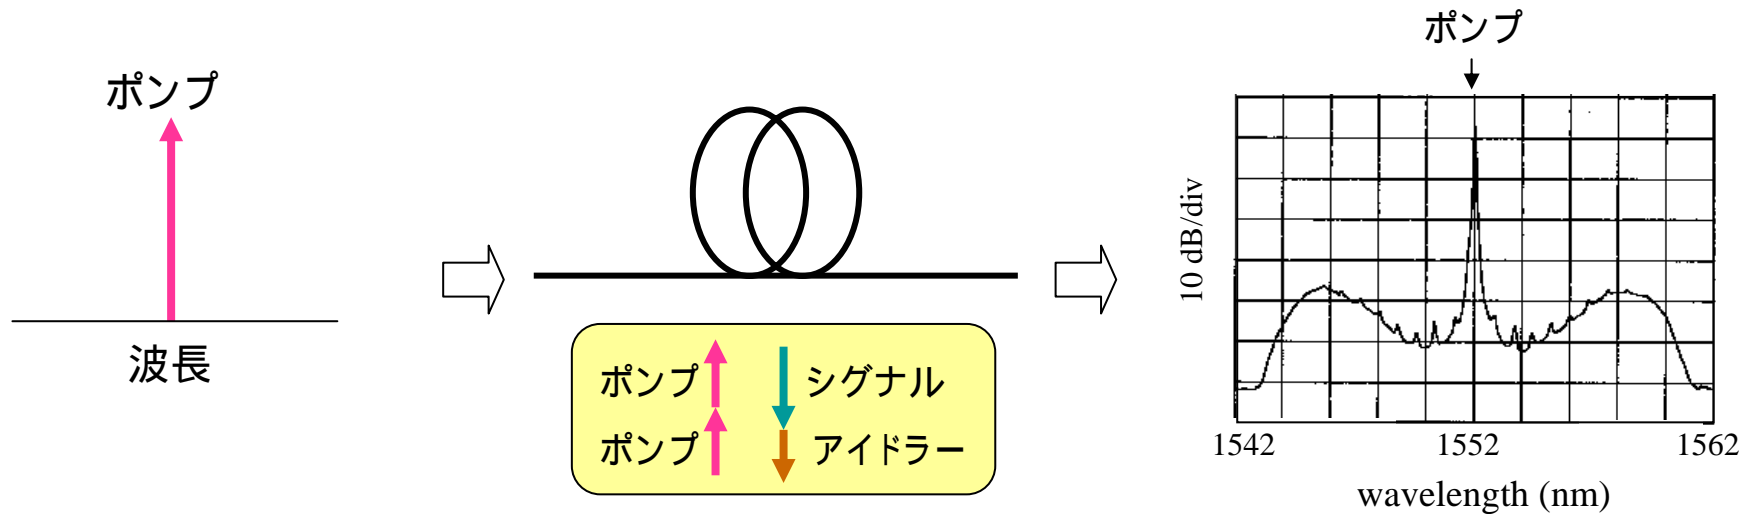 ポンプ
波長
ポンプ シグナル
ポンプ アイドラー
ポンプ
10 dB/div
1542 1552 1562
wavelength (nm)